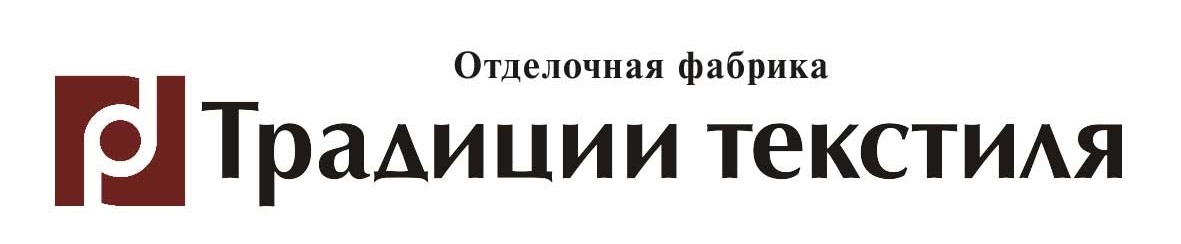 Отделочная фабрика
Традиции текстиля